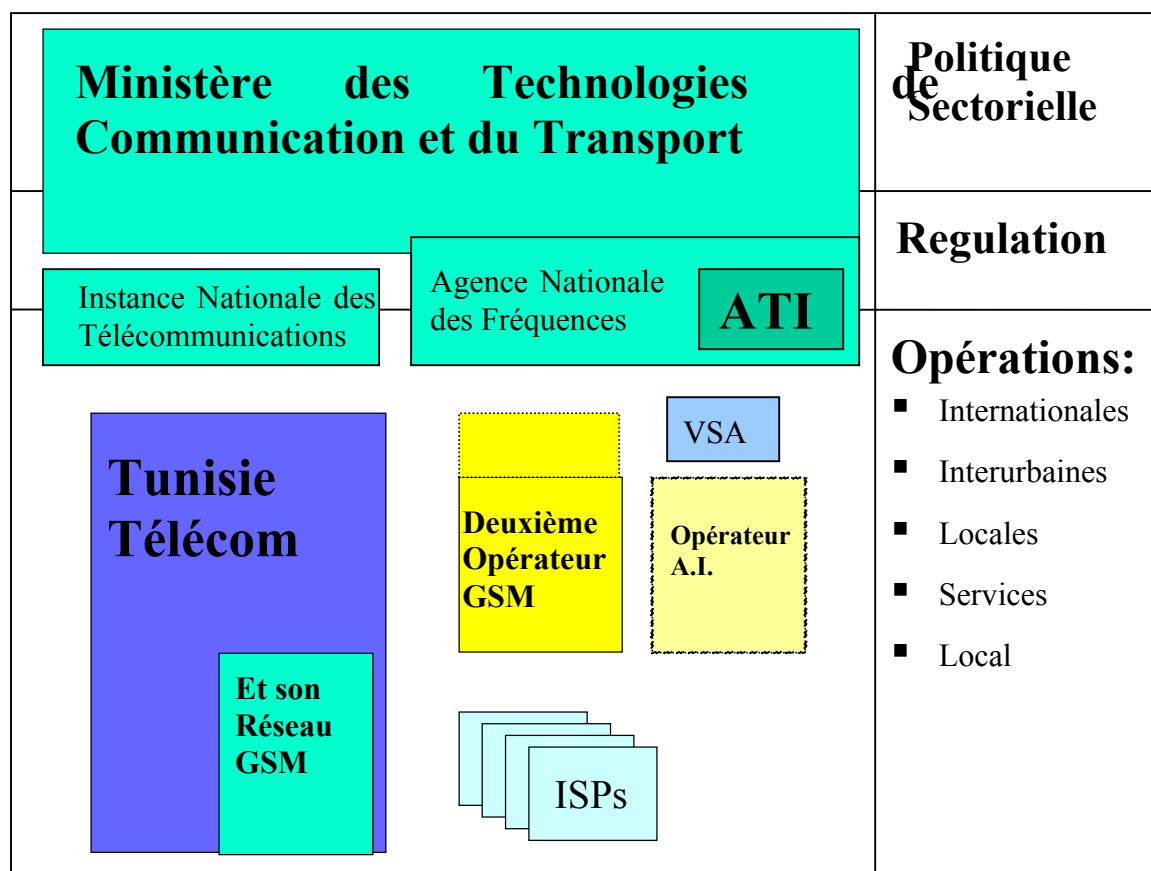 Ministère des Technologies de
Communication et du Transport
Politique
Sectorielle
Regulation
Instance Nationale des
Télécommunications
Agence Nationale
des Fréquences
ATI
Opérations:
▪ Internationales
▪ Interurbaines
▪ Locales
▪ Services
▪ Local
Tunisie
Télécom
Et son
Réseau
GSM
Deuxième
Opérateur
GSM
VSA
Opérateur
A.I.
ISPs